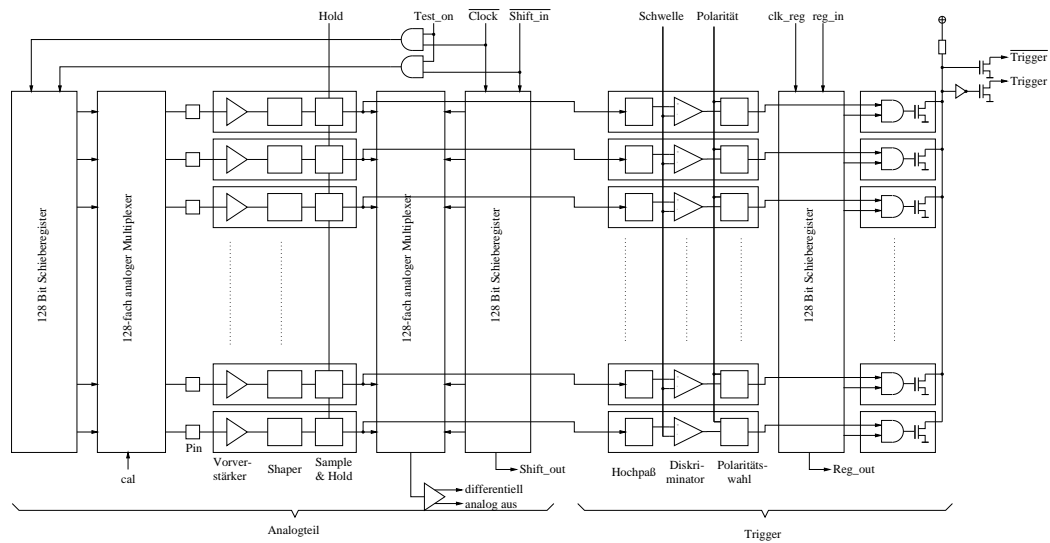 Hold
Test_on
Clock
Shift_in
Schwelle
Polarität
clk_reg
reg_in
Trigger
Trigger
128 Bit Schieberegister
128-fach analoger Multiplexer
128-fach analoger Multiplexer
128 Bit Schieberegister
128 Bit Schieberegister
Pin
cal
Vorver-
stärker
Shaper
Sample
& Hold
Shift_out
differentiell
analog aus
Hochpaß
Diskri-
minator
Polaritäts-
wahl
Reg_out
Analogteil
Trigger